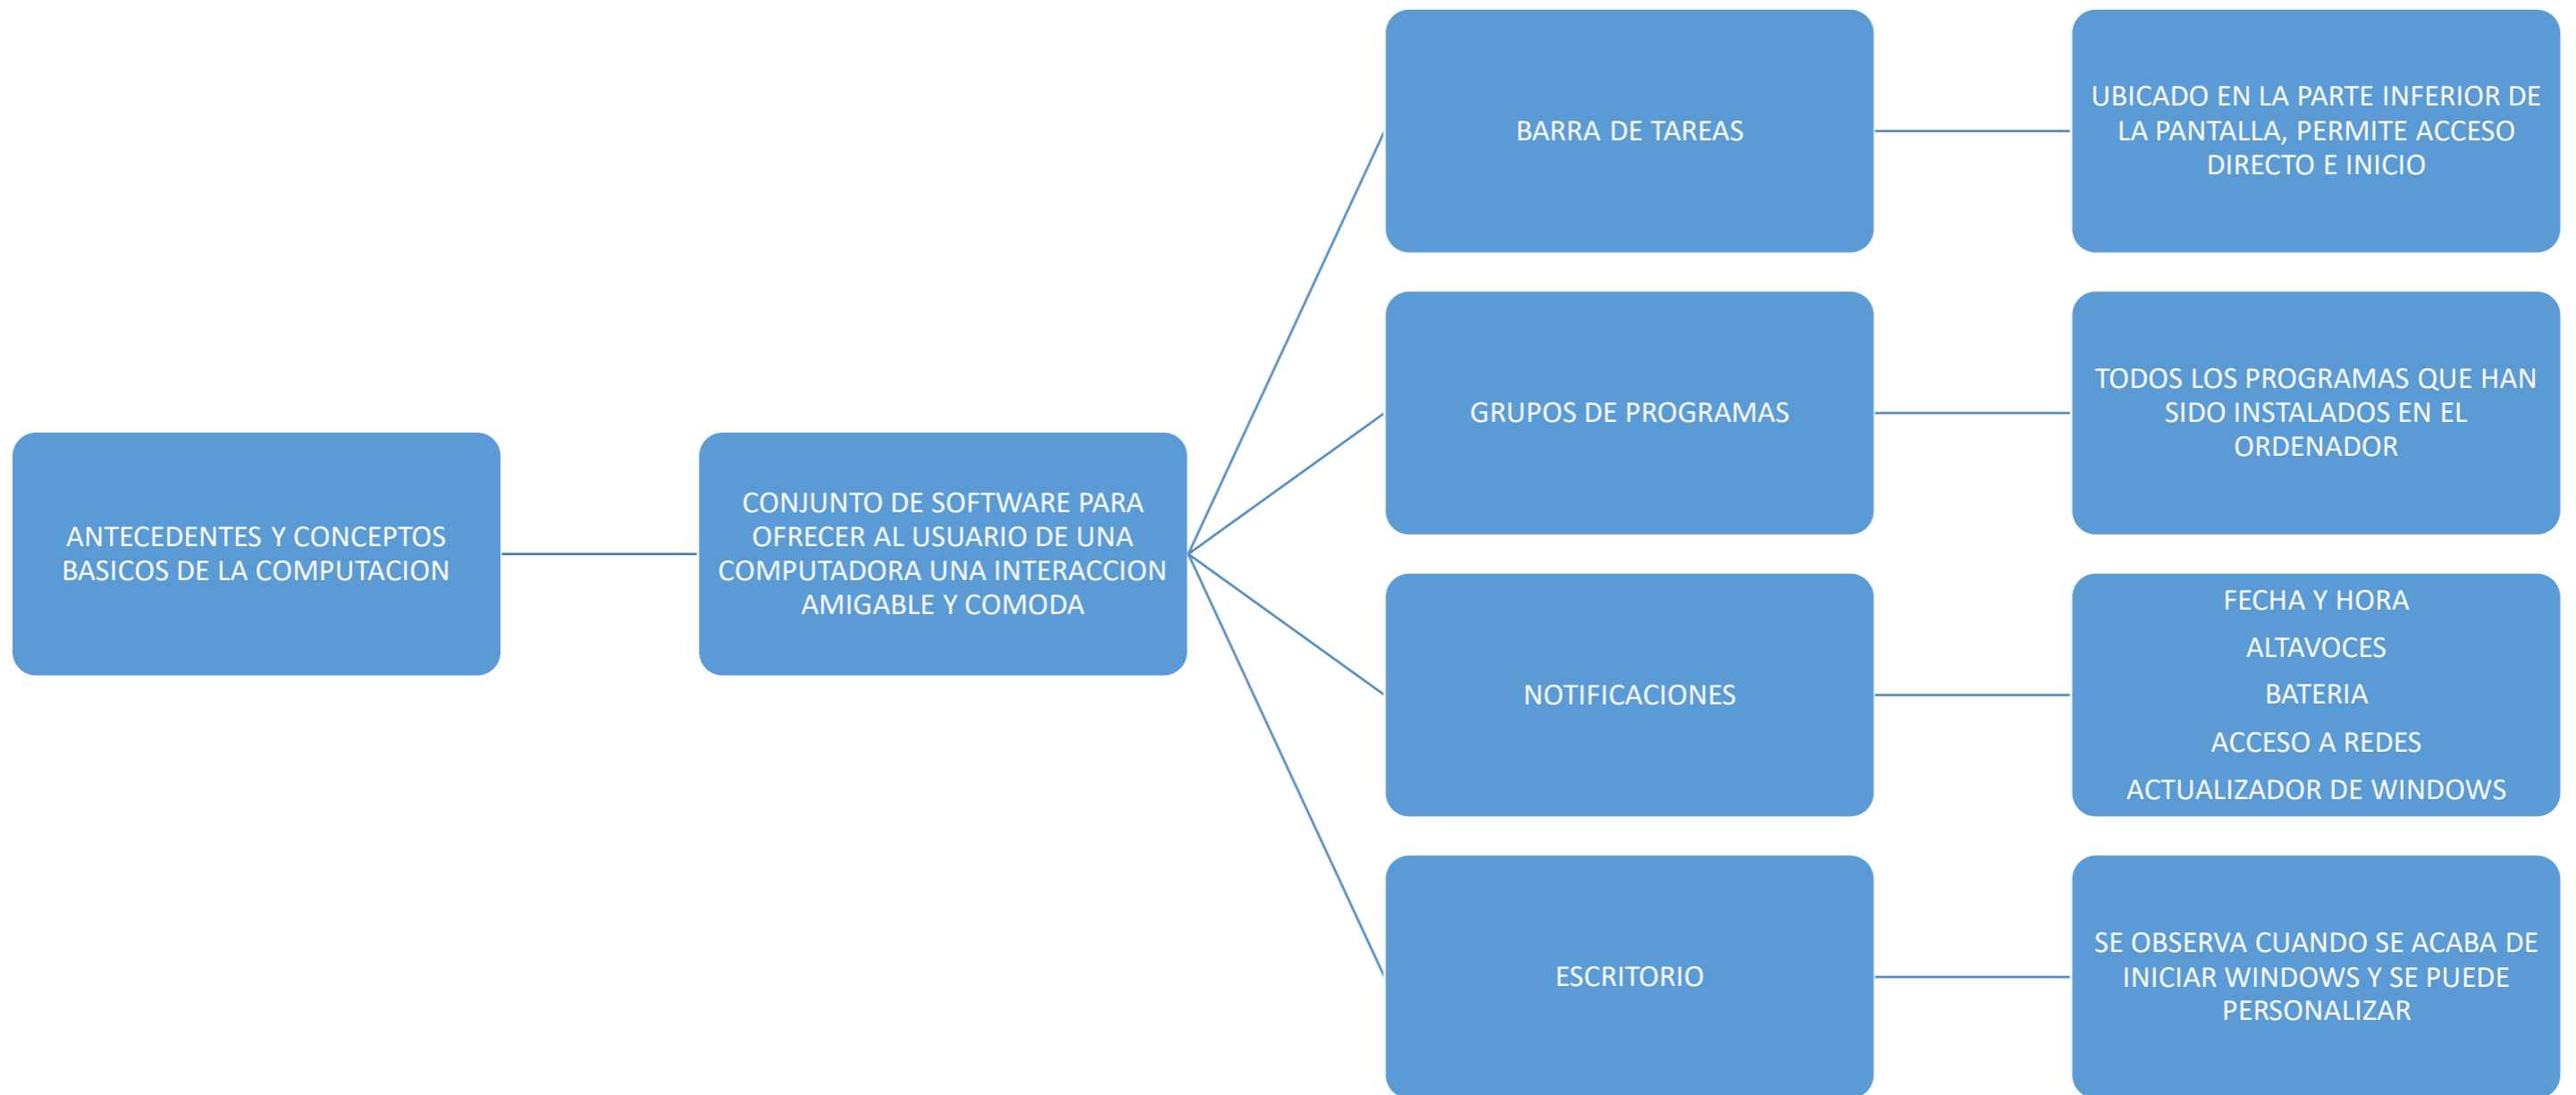 ANTECEDENTES Y CONCEPTOS
BASICOS DE LA COMPUTACION
CONJUNTO DE SOFTWARE PARA
OFRECER AL USUARIO DE UNA
COMPUTADORA UNA INTERACCION
AMIGABLE Y COMODA
BARRA DE TAREAS
UBICADO EN LA PARTE INFERIOR DE
LA PANTALLA, PERMITE ACCESO
DIRECTO E INICIO
GRUPOS DE PROGRAMAS
TODOS LOS PROGRAMAS QUE HAN
SIDO INSTALADOS EN EL
ORDENADOR
NOTIFICACIONES
FECHA Y HORA
ALTAVOCES
BATERIA
ACCESO A REDES
ACTUALIZADOR DE WINDOWS
ESCRITORIO
SE OBSERVA CUANDO SE ACABA DE
INICIAR WINDOWS Y SE PUEDE
PERSONALIZAR